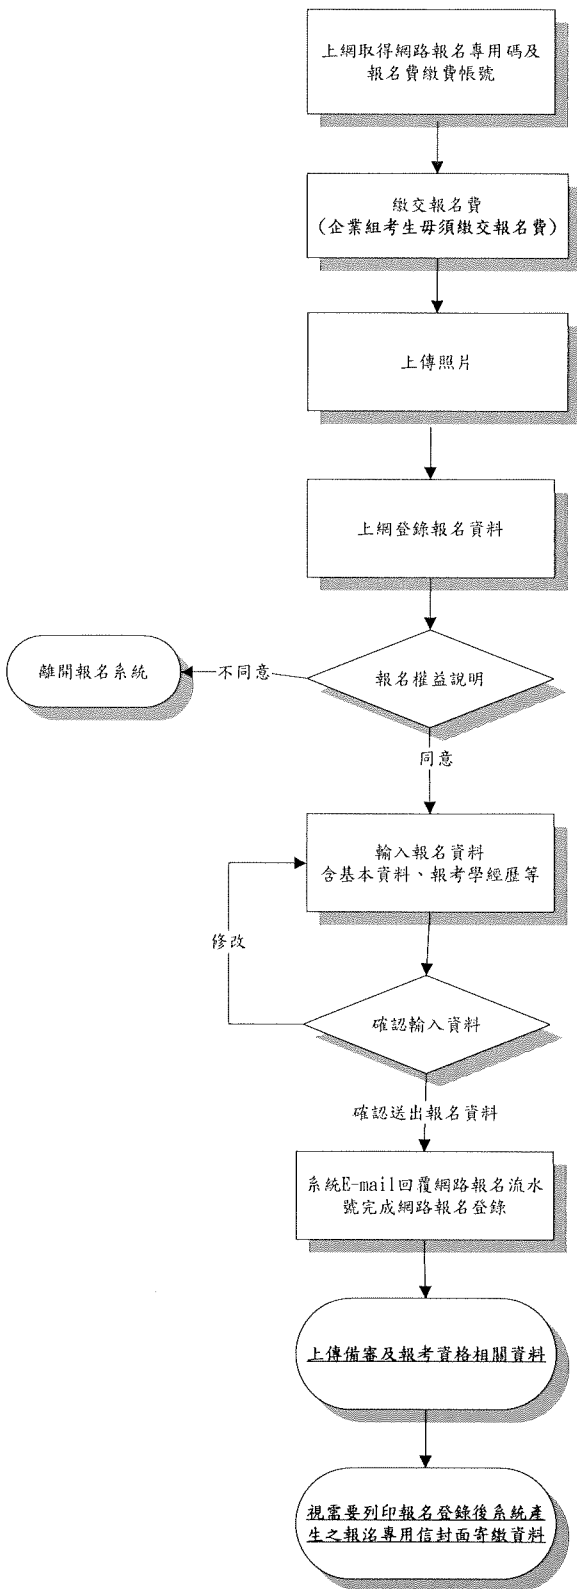 上網取得網路報名專用碼及
報名費繳費帳號
繳交報名費
(企業組考生毋須繳交報名費)
上傳照片
上網登錄報名資料
離開報名系統
不同意
報名權益說明
同意
輸入報名資料
含基本資料、報考學經歷等
修改
確認輸入資料
確認送出報名資料
系統E-mail回覆網路報名流水
號完成網路報名登錄
上傳備審及報考資格相關資料
視需要列印報名登錄後系統產
生之報洺專用信封面寄繳資料